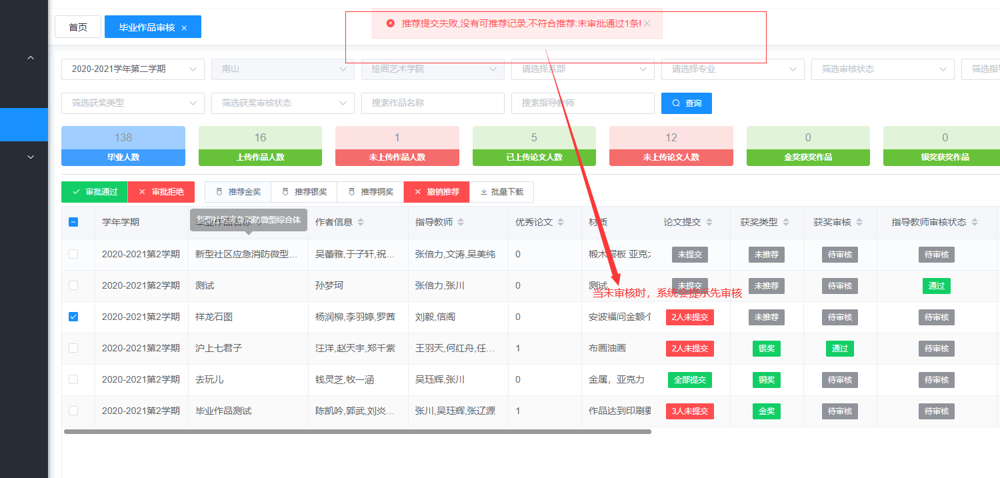 推荐提交失败,没有可推荐记录,不符合推荐:未审批通过1条!
首页 毕业作品审核
2020-2021学年第二学期 南山 绘画艺术学院 请选择系部 请选择专业 筛选审核状态 筛选指
筛选获奖类型 筛选获奖审核状态 搜索作品名称 搜索指导教师 查询
138 16 1 5 12 0 0
毕业人数 上传作品人数 未上传作品人数 已上传论文人数 未上传论文人数 金奖获奖作品 银奖获奖作品
审批通过 审批拒绝 推荐金奖 推荐银奖 推荐铜奖 撤销推荐 批量下载
新型社区应急消防微型综合体
学年学期 毕业作品名称 作者信息 指导教师 优秀论文 材质 论文提交 获奖类型 获奖审核 指导教师审核状态
2020-2021第2学期 新型社区应急消防微型... 吴蕾雅,于子轩,祝... 张倍力,文涛,吴美纯 0 椴木层板 亚克 未提交 未推荐 待审核 待审核
2020-2021第2学期 测试 孙梦珂 张倍力,张川 0 测试 未提交 未推荐 待审核 通过
当未审核时，系统会提示先审核
2020-2021第2学期 祥龙石图 杨润柳,李羽婷,罗茜 刘毅,信阁 0 安波福问金额个 2人未提交 未推荐 待审核 待审核
2020-2021第2学期 沪上七君子 汪洋,赵天宇,郑千紫 王羽天,何红舟,任... 1 布画油画 2人未提交 银奖 通过 待审核
2020-2021第2学期 去玩儿 钱灵芝,牧一涵 吴珏辉,张川 0 金属，亚克力 全部提交 铜奖 待审核 待审核
2020-2021第2学期 毕业作品测试 陈凯吟,郭武,刘炎... 张川,吴珏辉,张辽源 1 作品达到印刷要 3人未提交 金奖 待审核 待审核